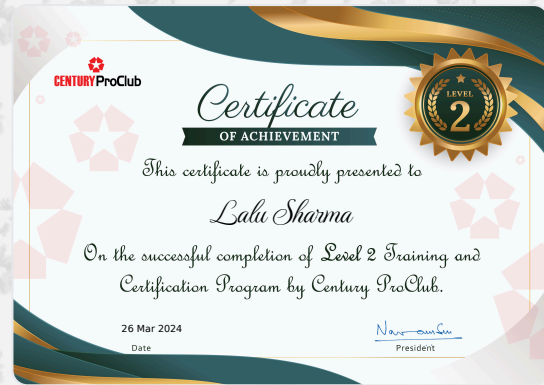 CENTURY ProClub
LEVEL
2
Certificate
OF ACHIEVEMENT
This certificate is proudly presented to
Lalu Sharma
On the successful completion of Level 2 Training and
Certification Program by Century ProClub.
26 Mar 2024
Date
President